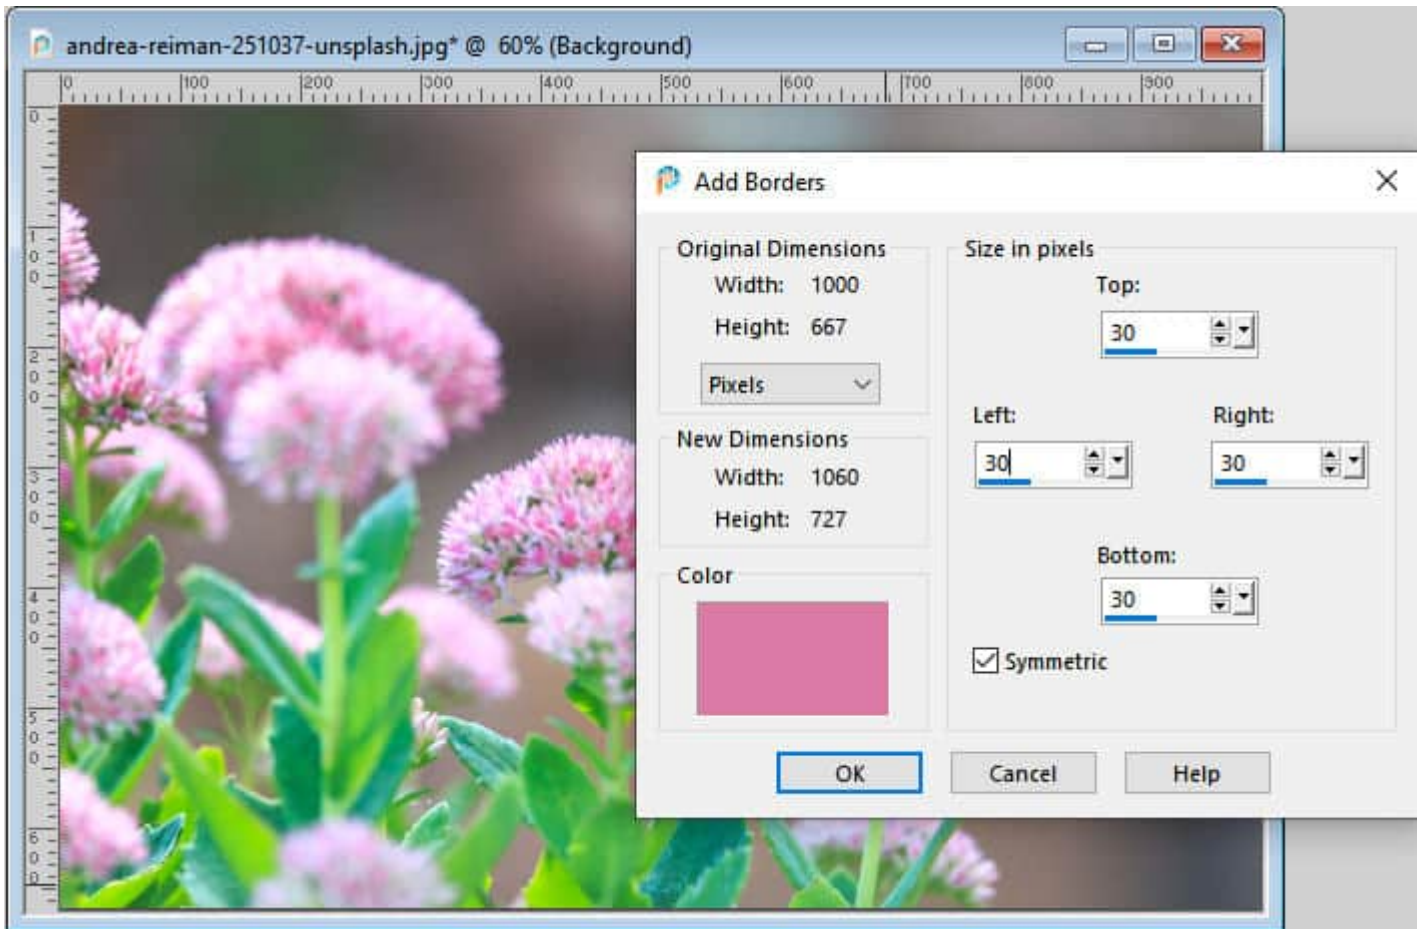 andrea-reiman-251037-unsplash.jpg* @ 60% (Background)
0 100 200 300 400 500 600 700 800 900
0
100
200
300
400
500
600
Add Borders
Original Dimensions
Width: 1000
Height: 667
Pixels
New Dimensions
Width: 1060
Height: 727
Color
Size in pixels
Top:
30
Left:
30
Right:
30
Bottom:
30
Symmetric
OK Cancel Help